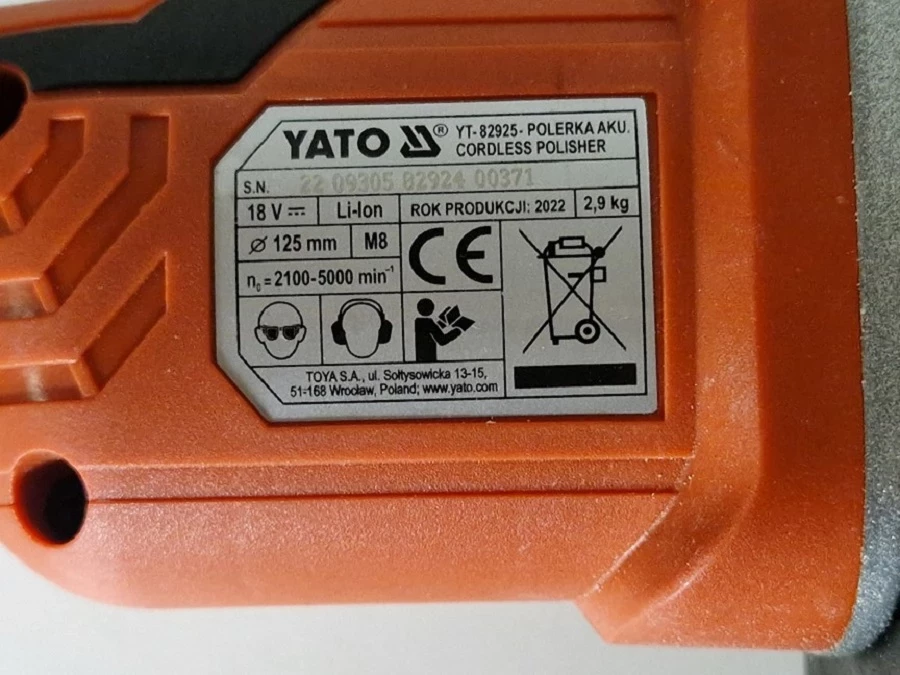 YATO ® YT-82925-POLERKA AKU.
CORDLESS POLISHER
S.N. 22 09305 82924 00371
18 V Li-Ion ROK PRODUKCJI: 2022 2,9 kg
⌀ 125 mm M8 CE
n₀ = 2100-5000 min⁻¹
TOYA S.A., ul. Sołtysowicka 13-15,
51-168 Wrocław, Poland; www.yato.com